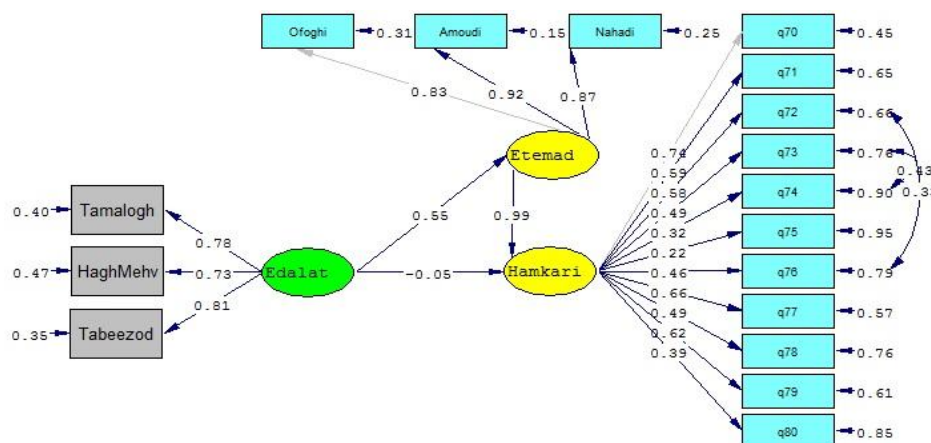 Ofoghi 0.31 Amoudi 0.15 Nahadi 0.25 q70 0.45
q71 0.65
0.83 0.92 0.87 q72 0.66
Etemad 0.74 q73 0.76
0.59
0.58 0.43
0.40 Tamalogh 0.49 q74 0.90
0.55 0.99 0.32
0.78 0.22 q75 0.95
0.47 HaghMehv 0.73 Edalat -0.05 Hamkari 0.46 q76 0.79
0.81 0.66
0.49 q77 0.57
0.35 Tabeezod 0.62
0.39 q78 0.76
q79 0.61
q80 0.85